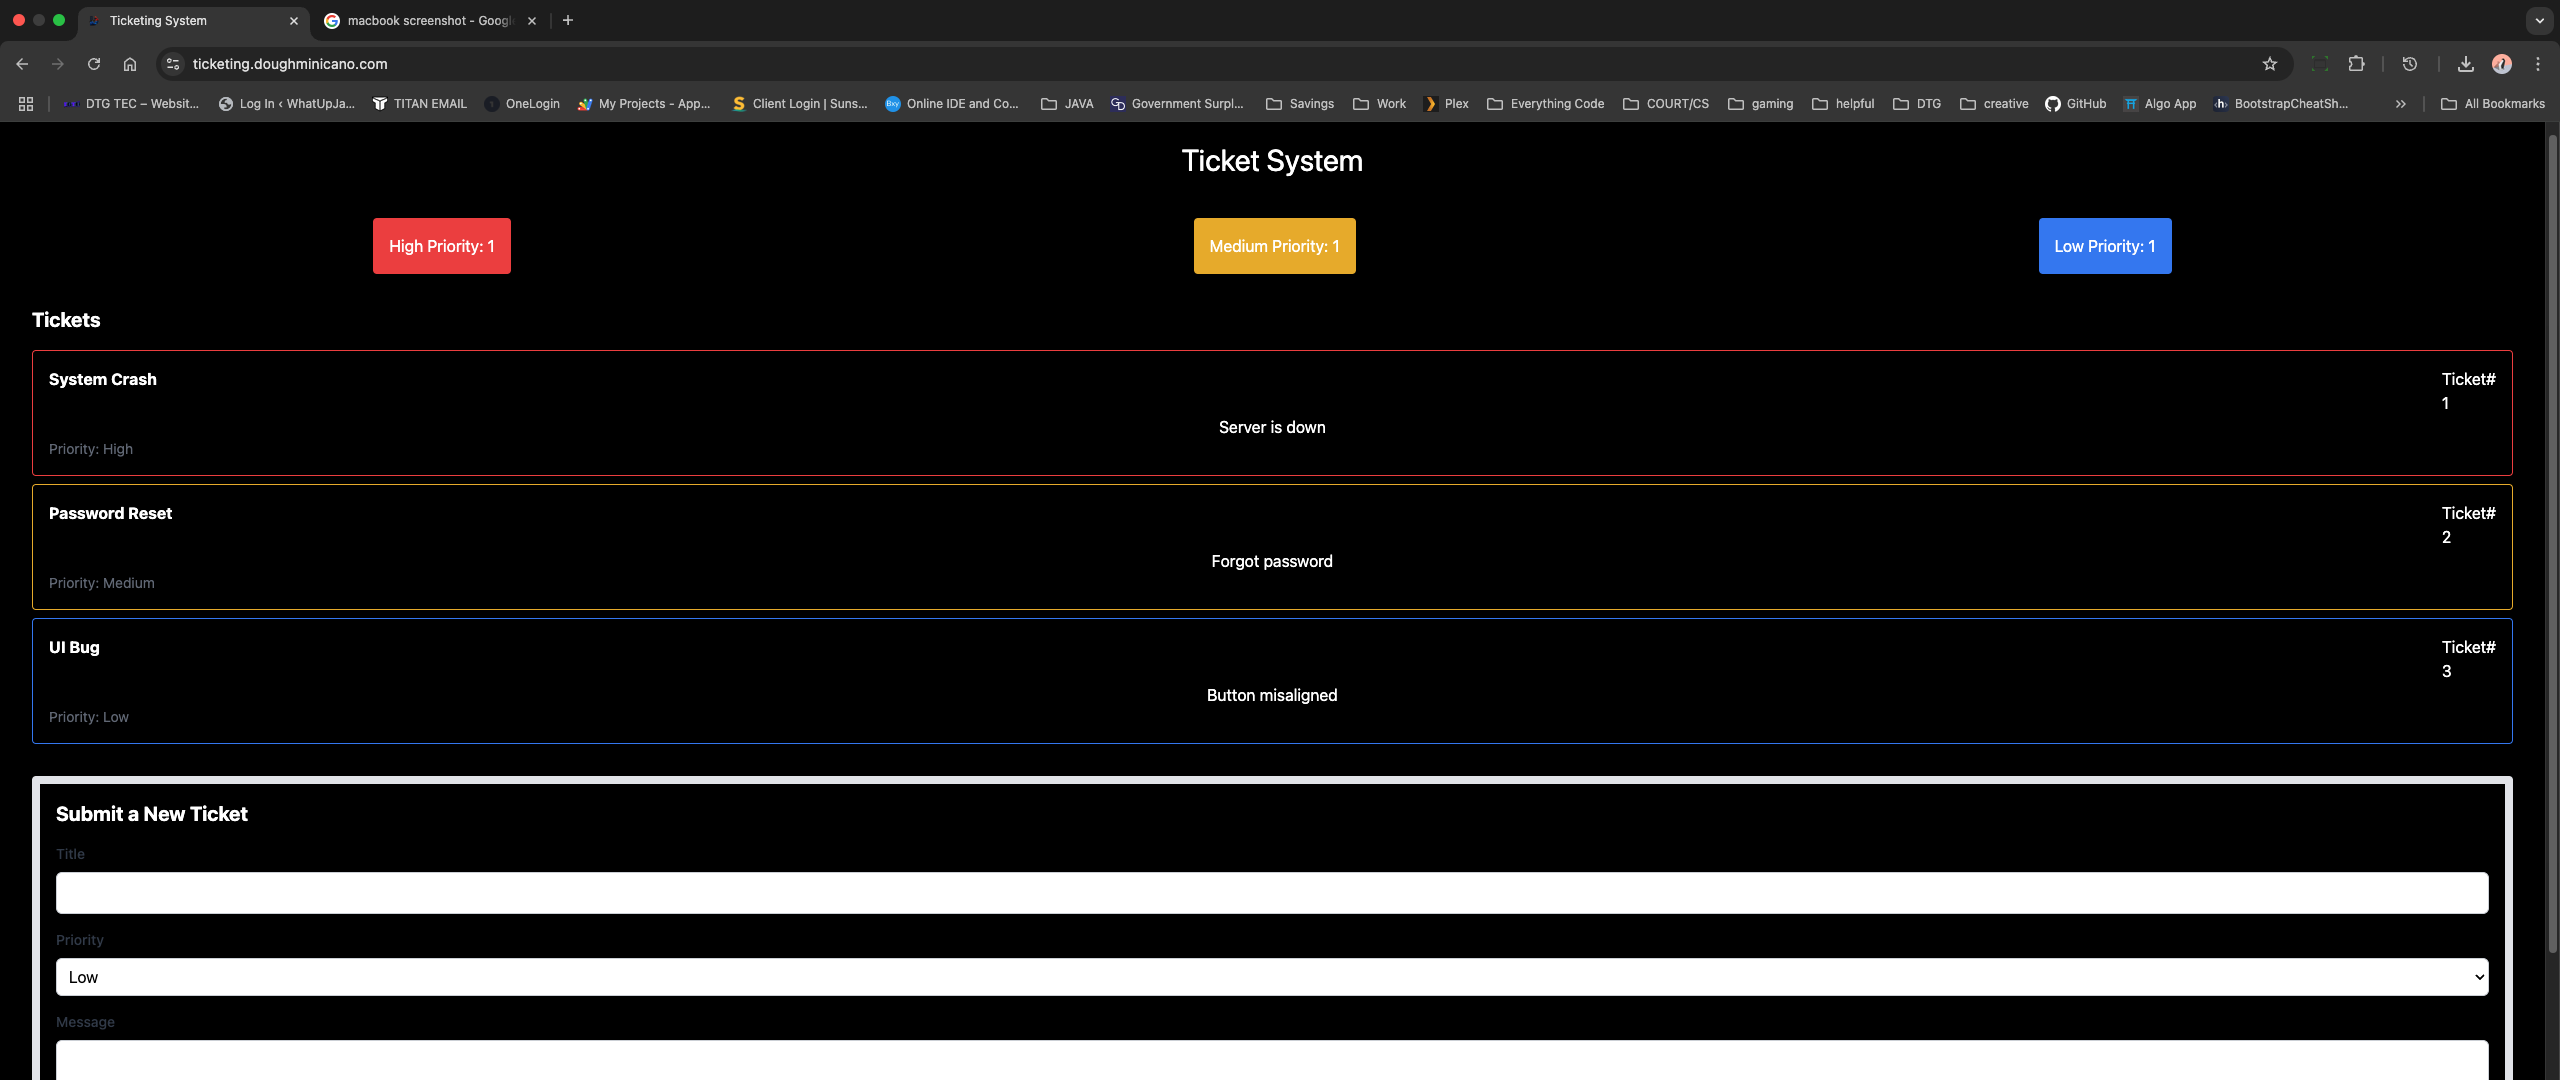 Ticketing System
macbook screenshot - Googl
ticketing.doughminicano.com
DTG TEC – Websit...
Log In ‹ WhatUpJa...
TITAN EMAIL
OneLogin
My Projects - App...
Client Login | Suns...
Online IDE and Co...
JAVA
Government Surpl...
Savings
Work
Plex
Everything Code
COURT/CS
gaming
helpful
DTG
creative
GitHub
Algo App
BootstrapCheatSh...
All Bookmarks
Ticket System
High Priority: 1
Medium Priority: 1
Low Priority: 1
Tickets
System Crash
Ticket#
1
Server is down
Priority: High
Password Reset
Ticket#
2
Forgot password
Priority: Medium
UI Bug
Ticket#
3
Button misaligned
Priority: Low
Submit a New Ticket
Title
Priority
Low
Message